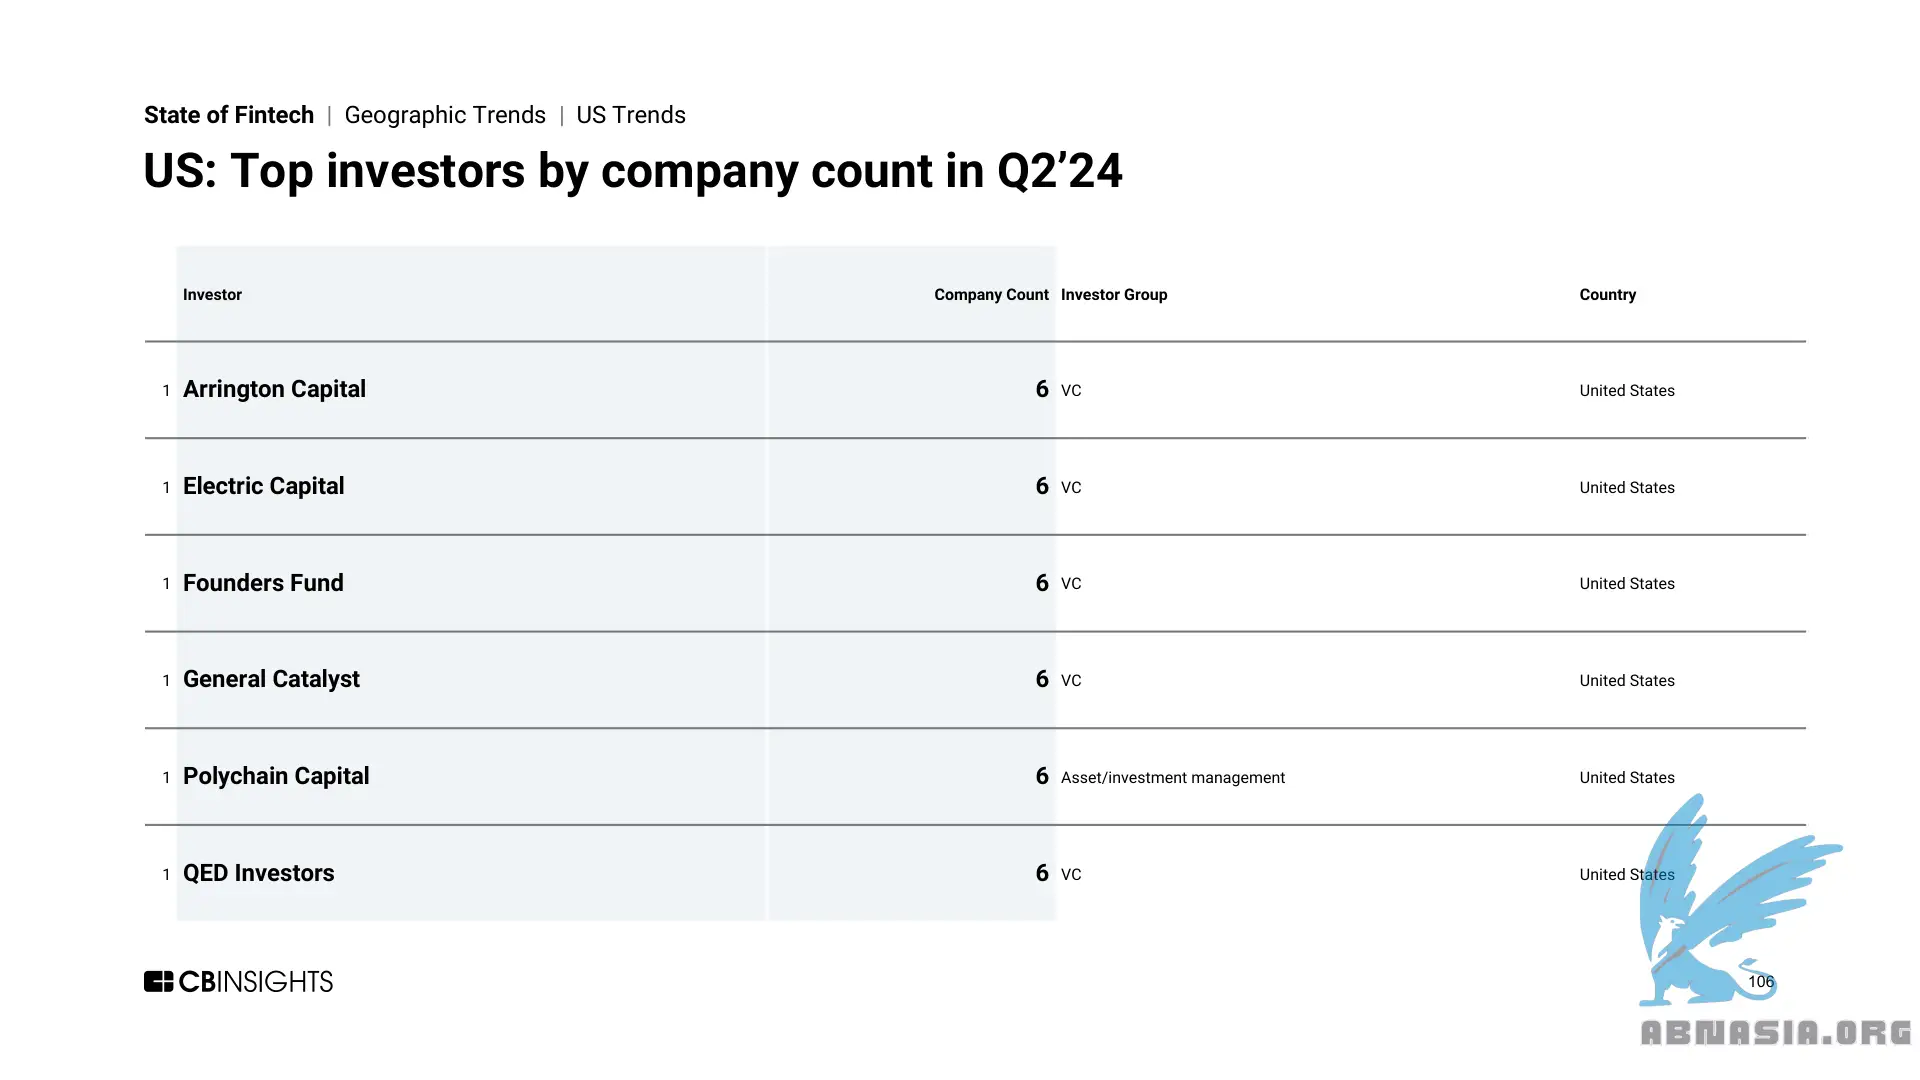 State of Fintech | Geographic Trends | US Trends
US: Top investors by company count in Q2’24
Investor Company Count Investor Group Country
1 Arrington Capital 6 VC United States
1 Electric Capital 6 VC United States
1 Founders Fund 6 VC United States
1 General Catalyst 6 VC United States
1 Polychain Capital 6 Asset/investment management United States
1 QED Investors 6 VC United States
CBINSIGHTS
106
ABNASIA.ORG